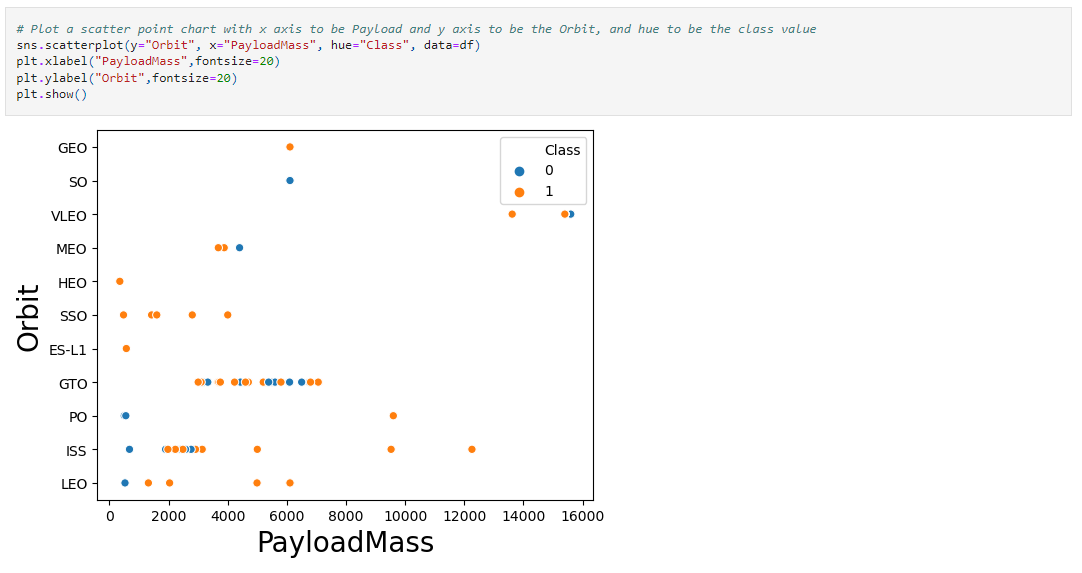 # Plot a scatter point chart with x axis to be Payload and y axis to be the Orbit, and hue to be the class value
sns.scatterplot(y="Orbit", x="PayloadMass", hue="Class", data=df)
plt.xlabel("PayloadMass",fontsize=20)
plt.ylabel("Orbit",fontsize=20)
plt.show()
Class
0
1
GEO
SO
VLEO
MEO
HEO
SSO
ES-L1
GTO
PO
ISS
LEO
Orbit
0 2000 4000 6000 8000 10000 12000 14000 16000
PayloadMass